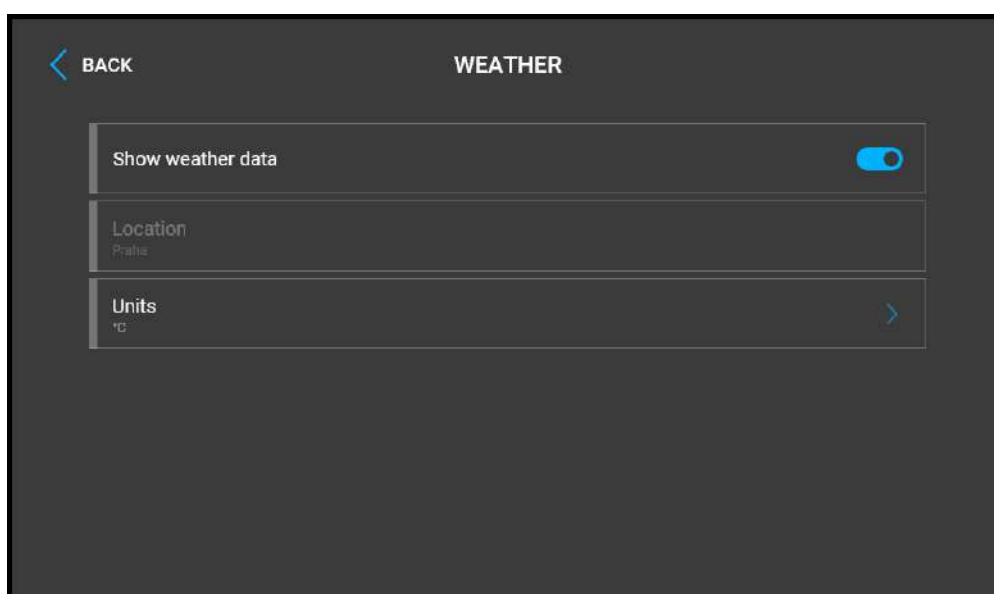 BACK
WEATHER
Show weather data
Location
Praha
Units
°C